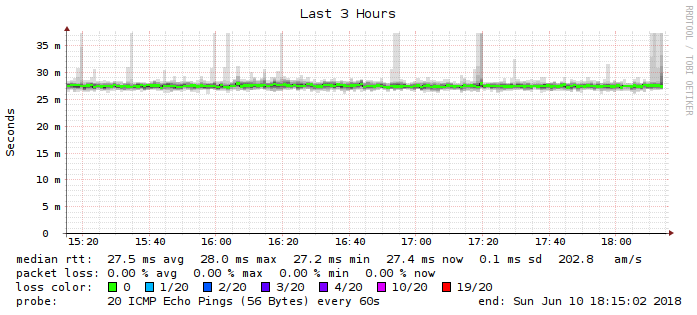 Last 3 Hours
RRDTOOL / TOBI OETIKER
Seconds
35 m
30 m
25 m
20 m
15 m
10 m
5 m
0
15:20 15:40 16:00 16:20 16:40 17:00 17:20 17:40 18:00
median rtt: 27.5 ms avg 28.0 ms max 27.2 ms min 27.4 ms now 0.1 ms sd 202.8 am/s
packet loss: 0.00 % avg 0.00 % max 0.00 % min 0.00 % now
loss color: 0 1/20 2/20 3/20 4/20 10/20 19/20
probe: 20 ICMP Echo Pings (56 Bytes) every 60s end: Sun Jun 10 18:15:02 2018